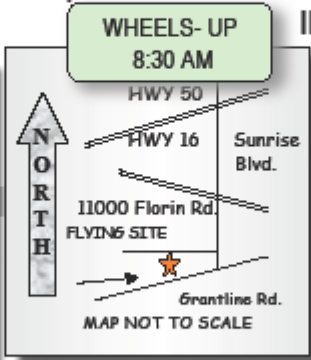 WHEELS- UP
8:30 AM
HWY 50
HWY 16
Sunrise
Blvd.
NORTH
11000 Florin Rd.
FLYING SITE
Grantline Rd.
MAP NOT TO SCALE